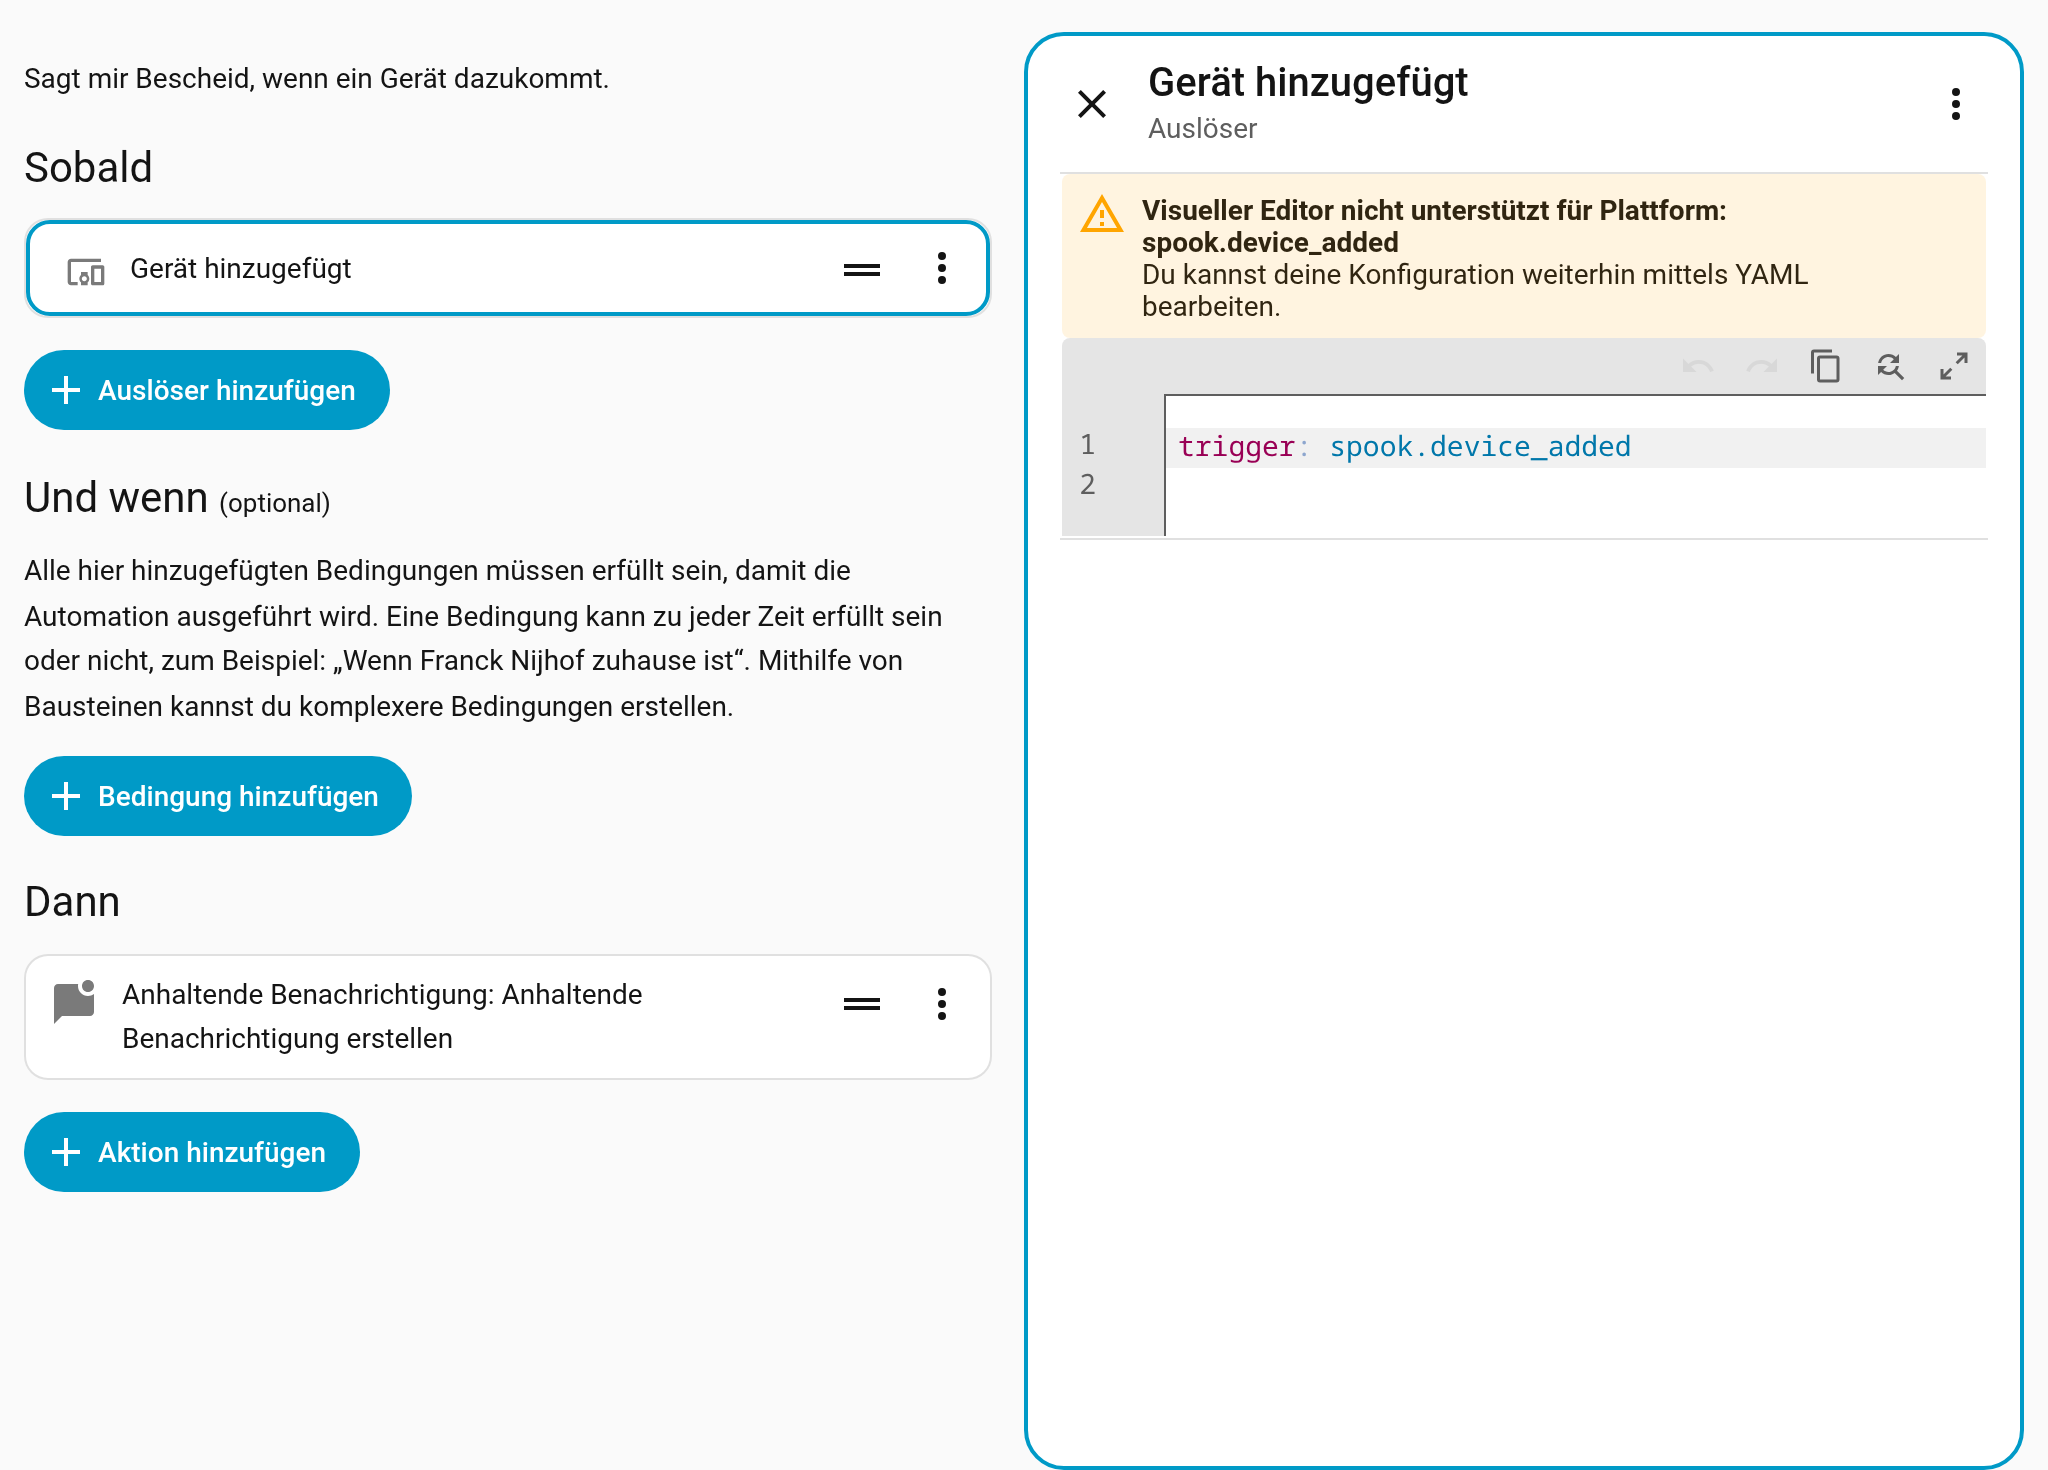 Sagt mir Bescheid, wenn ein Gerät dazukommt.
Sobald
Gerät hinzugefügt
Auslöser hinzufügen
Und wenn (optional)
Alle hier hinzugefügten Bedingungen müssen erfüllt sein, damit die
Automation ausgeführt wird. Eine Bedingung kann zu jeder Zeit erfüllt sein
oder nicht, zum Beispiel: „Wenn Franck Nijhof zuhause ist“. Mithilfe von
Bausteinen kannst du komplexere Bedingungen erstellen.
Bedingung hinzufügen
Dann
Anhaltende Benachrichtigung: Anhaltende
Benachrichtigung erstellen
Aktion hinzufügen
Gerät hinzugefügt
Auslöser
Visueller Editor nicht unterstützt für Plattform:
spook.device_added
Du kannst deine Konfiguration weiterhin mittels YAML
bearbeiten.
1 trigger: spook.device_added
2